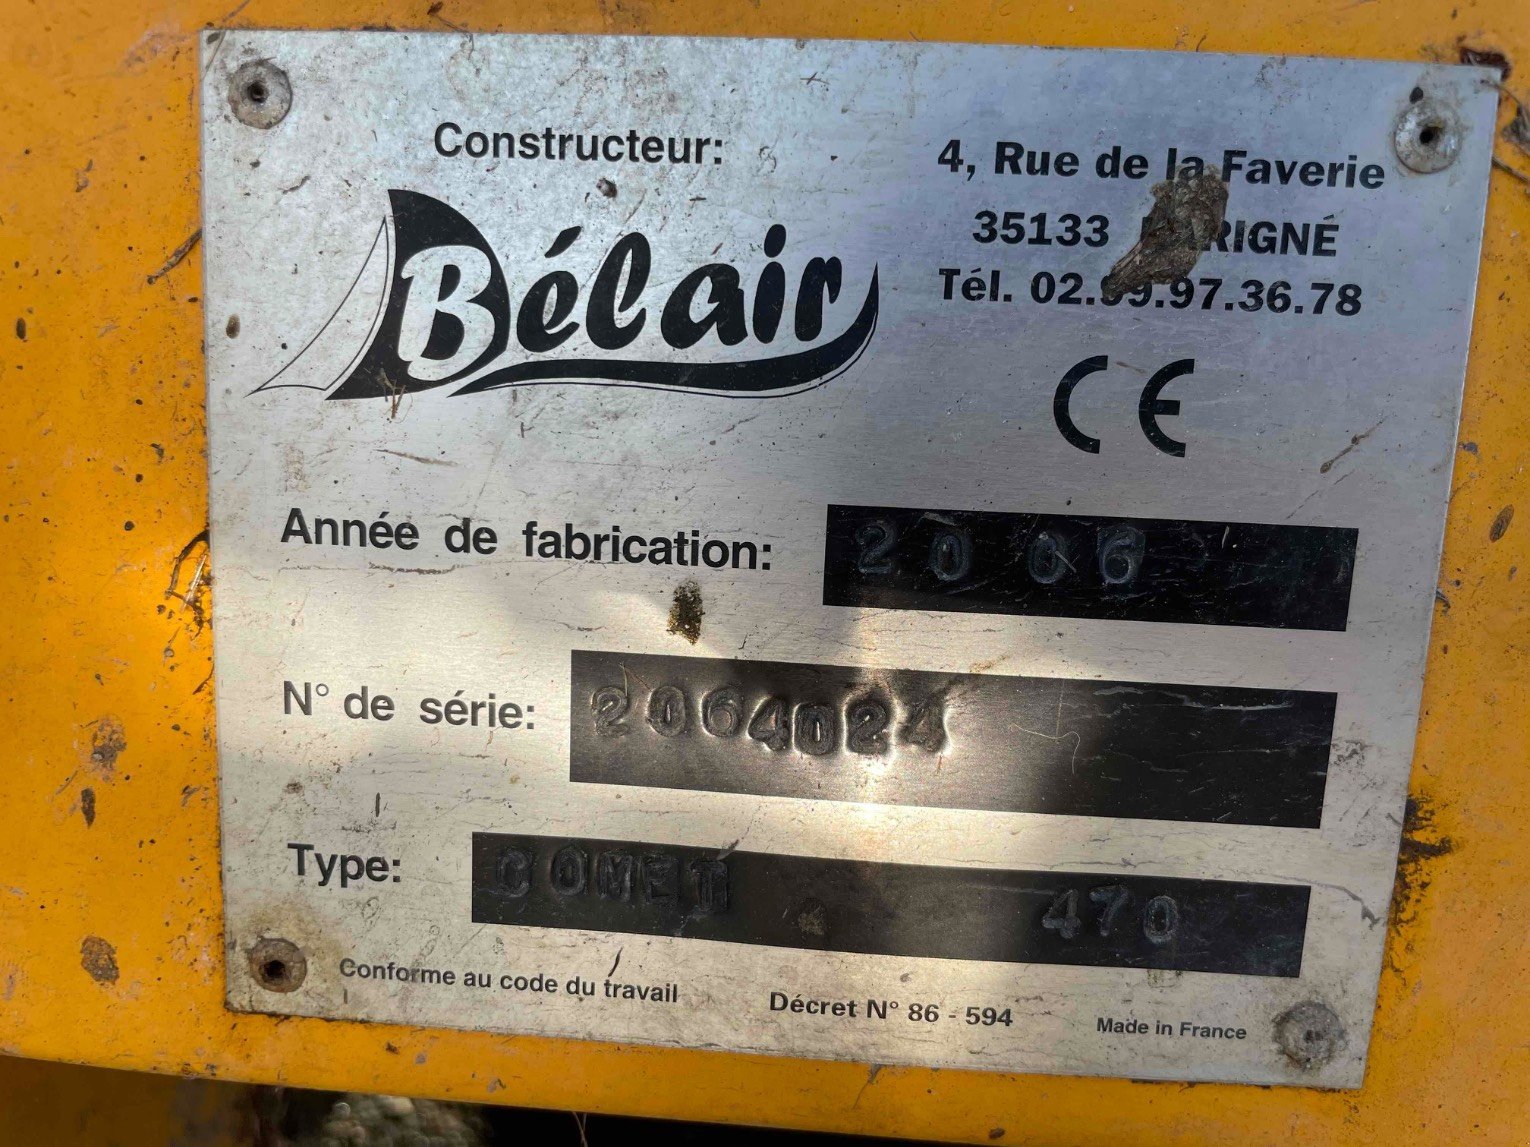 Constructeur:
Bélair
4, Rue de la Faverie
35133
Tél. 02.99.97.36.78
CE
Année de fabrication: 2006
N° de série: 2064024
Type: COMET 470
Conforme au code du travail
Décret N° 86 - 594
Made in France